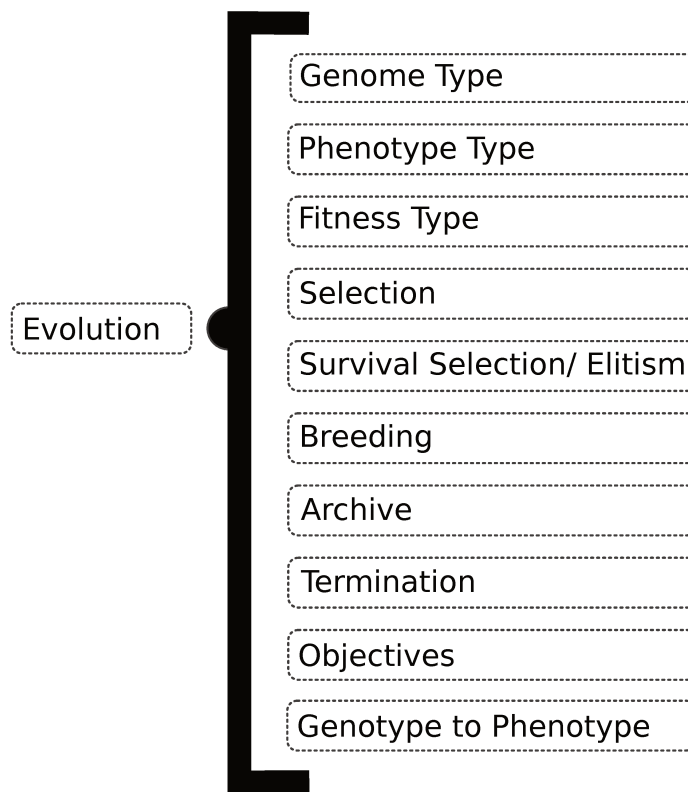 Genome Type
Phenotype Type
Fitness Type
Selection
Evolution
Survival Selection/ Elitism
Breeding
Archive
Termination
Objectives
Genotype to Phenotype